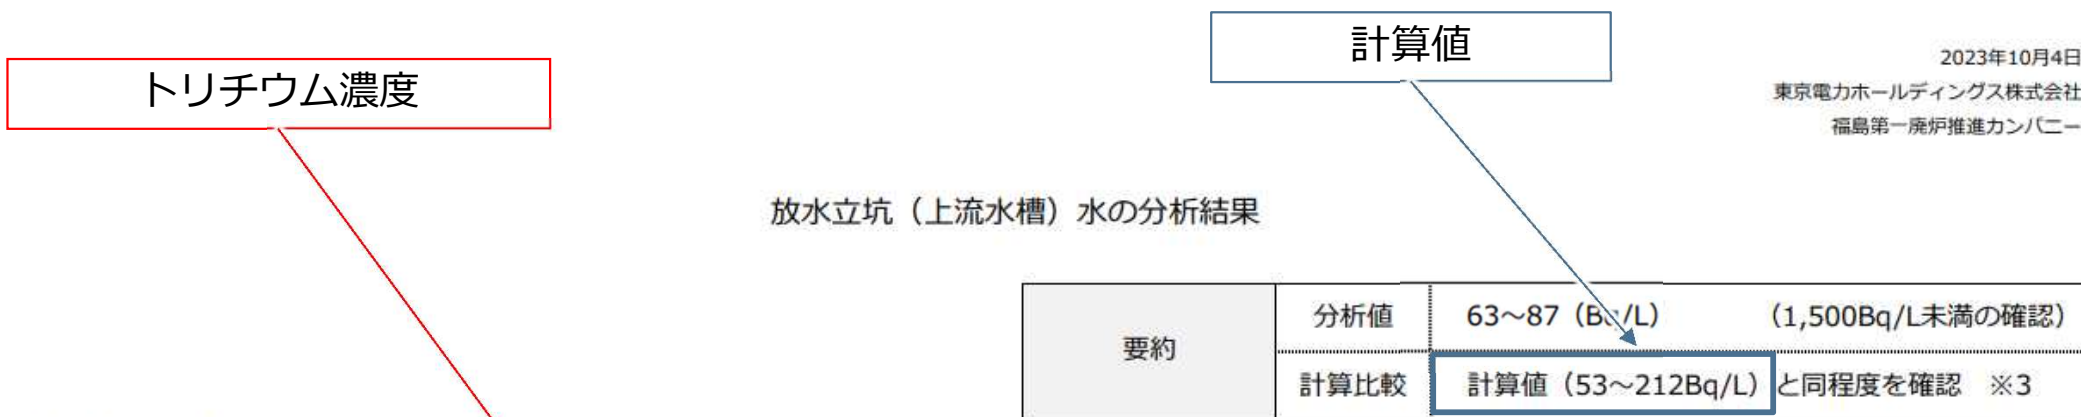 計算値
2023年10月4日
トリチウム濃度
東京電力ホールディングス株式会社
福島第一廃炉推進カンパニー
放水立坑（上流水槽）水の分析結果
要約
分析値 63～87（Bq/L） （1,500Bq/L未満の確認）
計算比較 計算値（53～212Bq/L）と同程度を確認 ※3